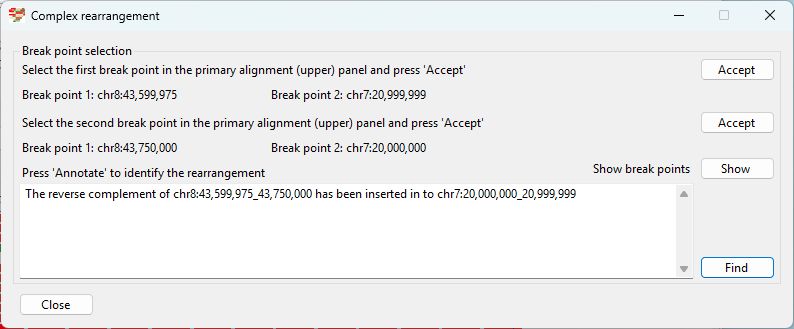 Complex rearrangement
Break point selection
Select the first break point in the primary alignment (upper) panel and press 'Accept'
Accept
Break point 1: chr8:43,599,975 Break point 2: chr7:20,999,999
Select the second break point in the primary alignment (upper) panel and press 'Accept'
Accept
Break point 1: chr8:43,750,000 Break point 2: chr7:20,000,000
Press 'Annotate' to identify the rearrangement
Show break points Show
The reverse complement of chr8:43,599,975_43,750,000 has been inserted in to chr7:20,000,000_20,999,999
Find
Close